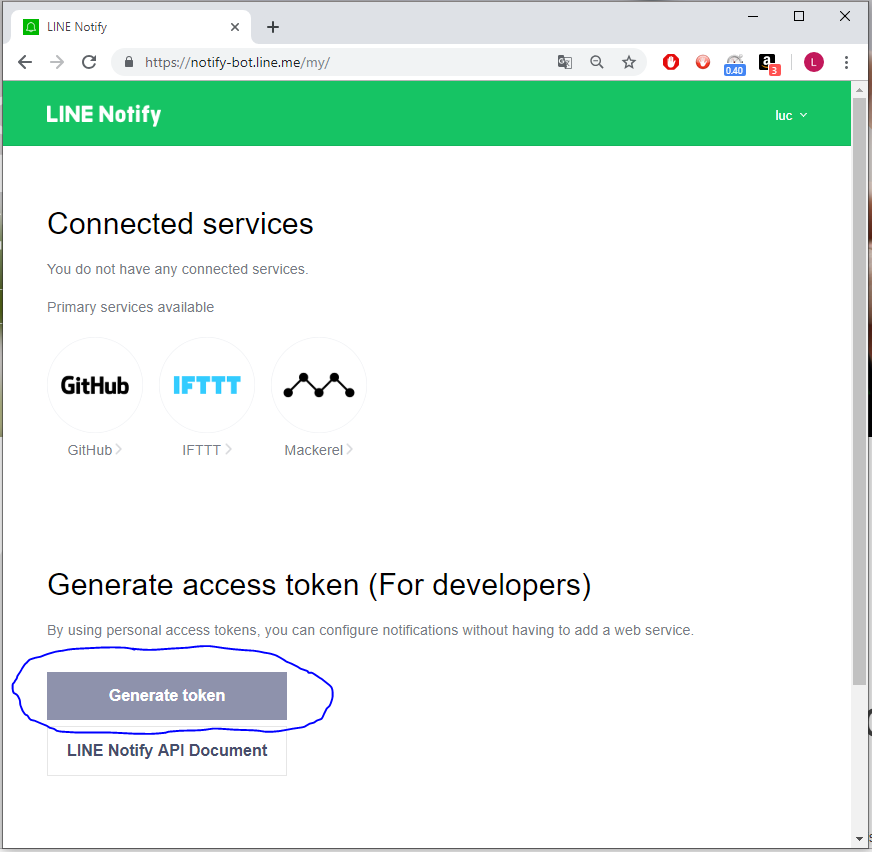 LINE Notify
https://notify-bot.line.me/my/
0.40
a
3
L
LINE Notify
luc
Connected services
You do not have any connected services.
Primary services available
GitHub
IFTTT
GitHub
IFTTT
Mackerel
Generate access token (For developers)
By using personal access tokens, you can configure notifications without having to add a web service.
Generate token
LINE Notify API Document